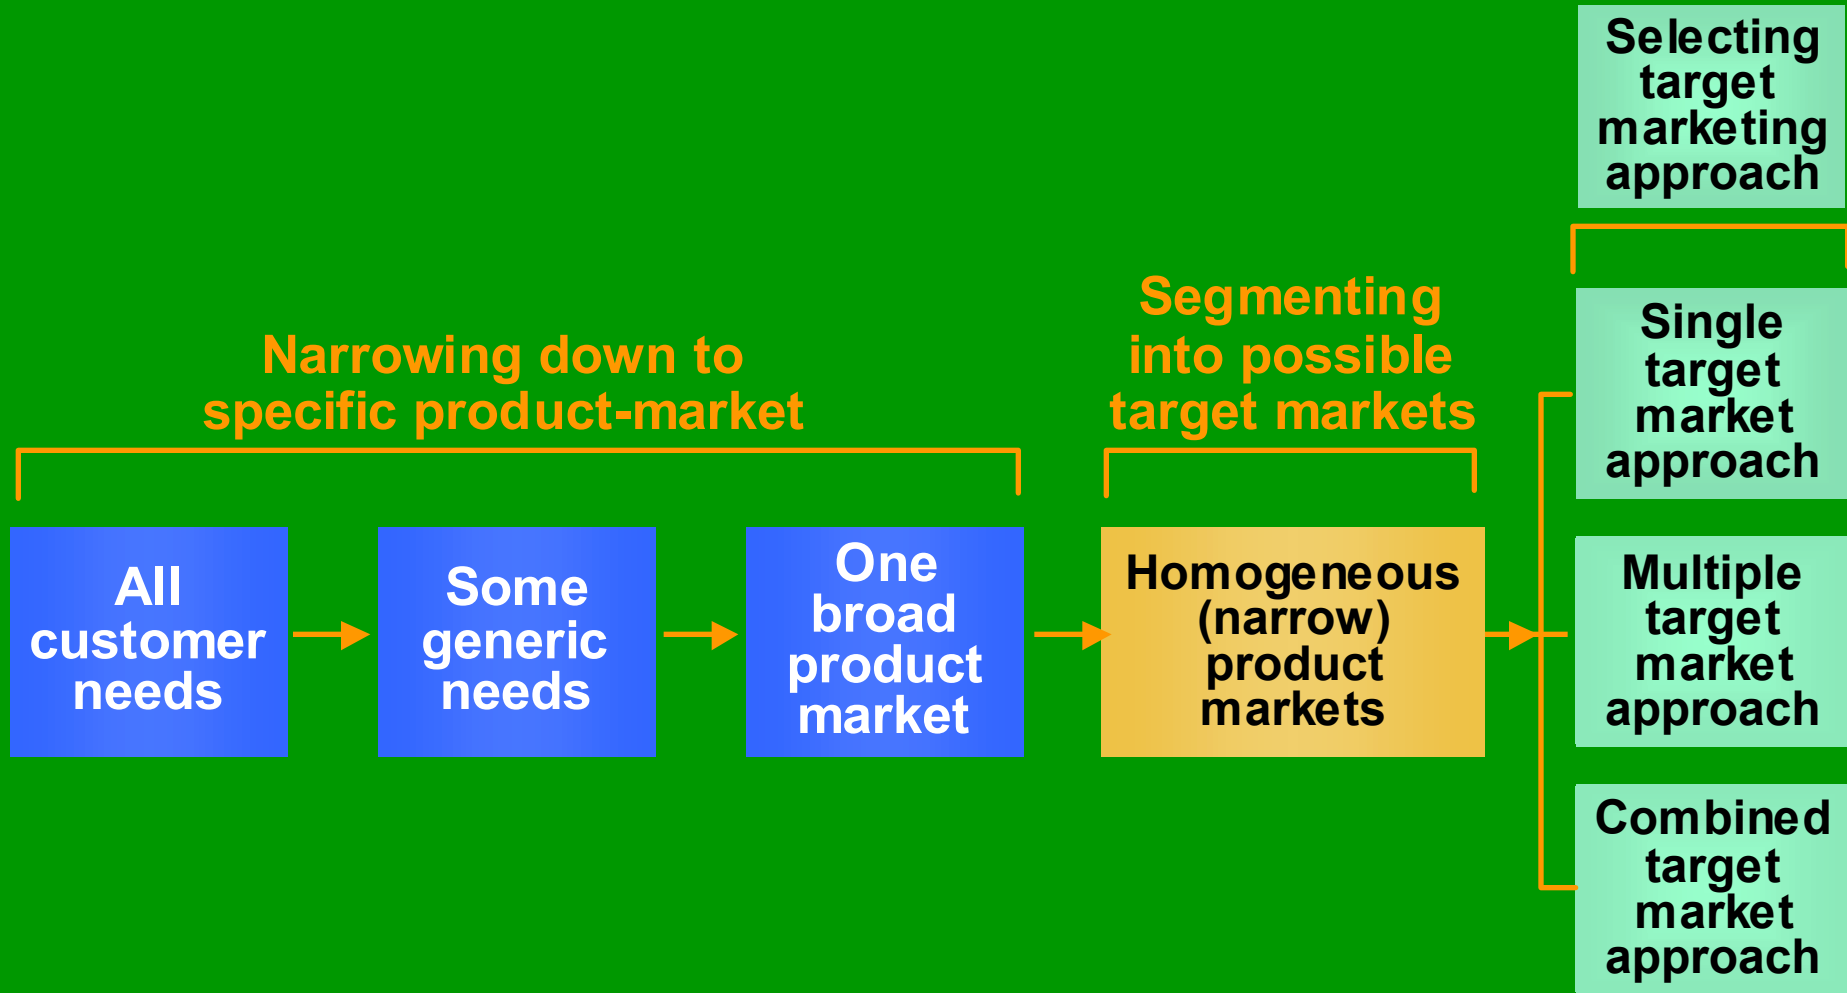 Selecting
target
marketing
approach
Narrowing down to
specific product-market
Segmenting
into possible
target markets
All
customer
needs
Some
generic
needs
One
broad
product
market
Homogeneous
(narrow)
product
markets
Single
target
market
approach
Multiple
target
market
approach
Combined
target
market
approach